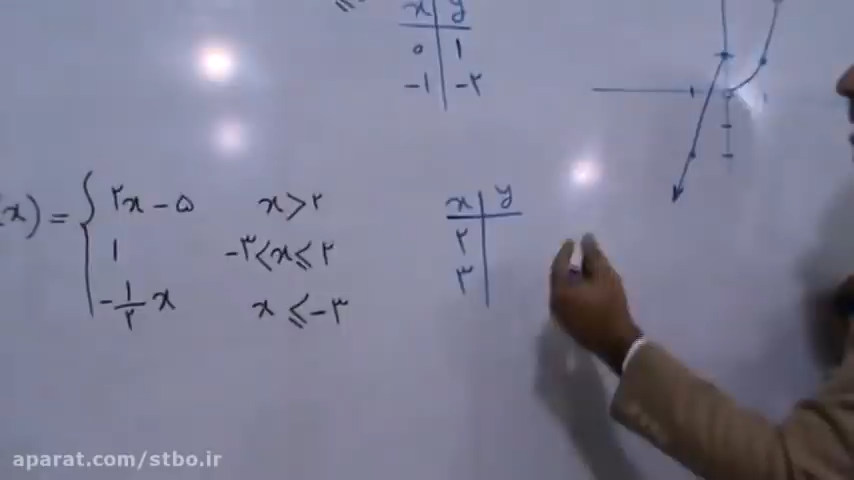 x y
۰ ۱
-۱ -۲
(x) = { ۲x - ۵ x > ۲
۱ -۳ < x ≤ ۲
-۱/۲ x x ≤ -۳
x y
۲
۳
aparat.com/stbo.ir